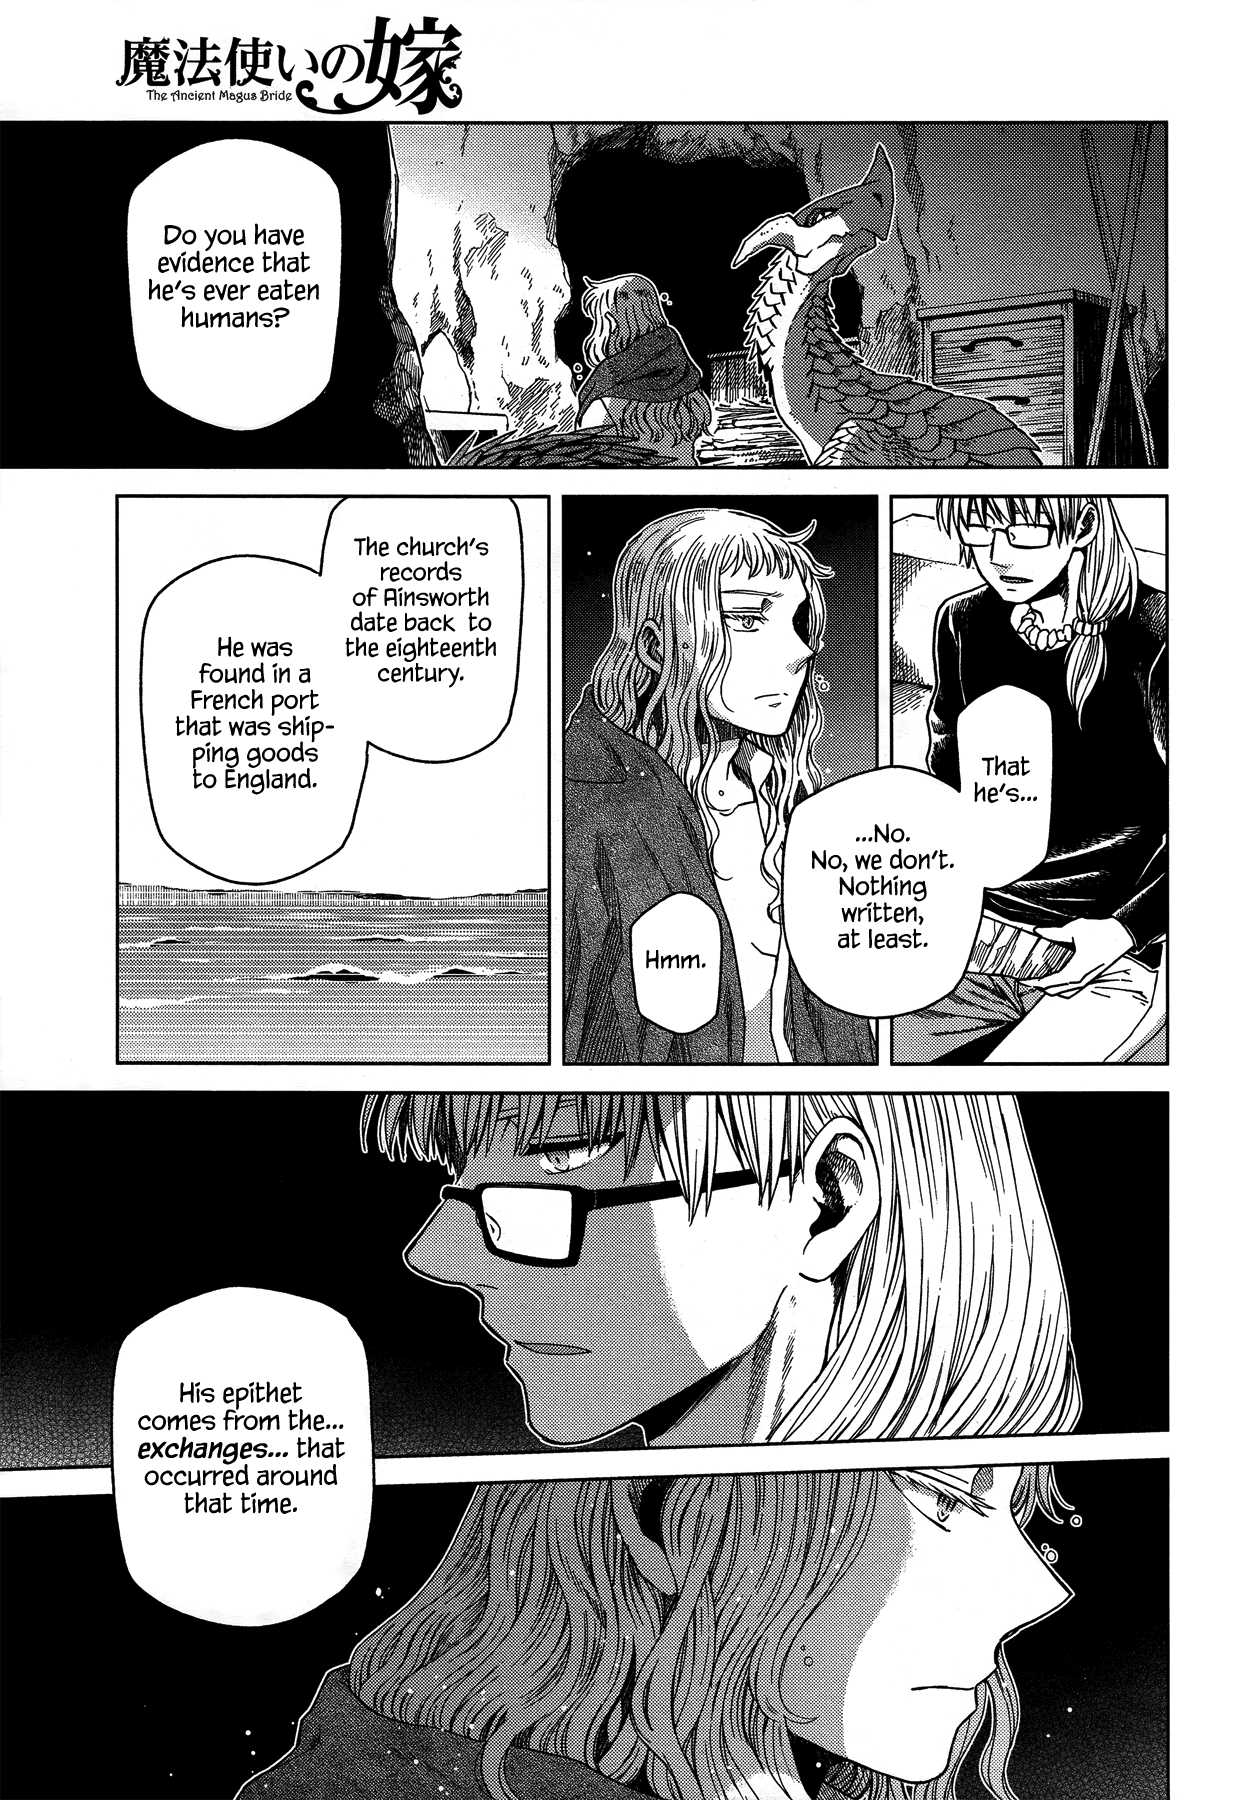 魔法使いの嫁
The Ancient Magus Bride
Do you have
evidence that
he's ever eaten
humans?
That
he's...
...No.
No, we don't.
Nothing
written,
at least.
Hmm.
The church's
records
of Ainsworth
date back to
the eighteenth
century.
He was
found in a
French port
that was ship-
ping goods
to England.
His epithet
comes from the...
exchanges... that
occurred around
that time.